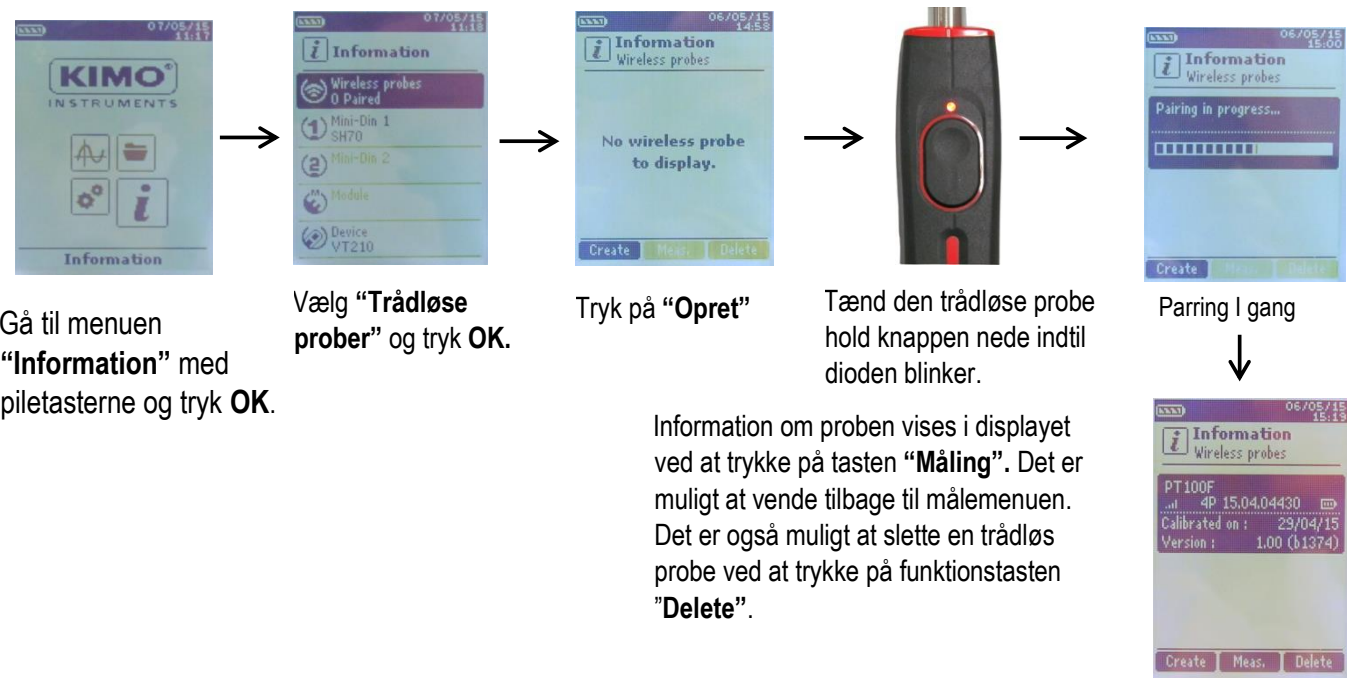 07/05/15
11:17
KIMO®
INSTRUMENTS
Information
Gå til menuen
“Information” med
piletasterne og tryk OK.
07/05/15
11:18
Information
Wireless probes
0 Paired
Mini-Din 1
SH70
Mini-Din 2
Module
Device
VT210
Vælg “Trådløse
prober” og tryk OK.
06/05/15
14:58
Information
Wireless probes
No wireless probe
to display.
Create Meas. Delete
Tryk på “Opret”
Tænd den trådløse probe
hold knappen nede indtil
dioden blinker.
06/05/15
15:00
Information
Wireless probes
Pairing in progress...
Create Meas. Delete
Parring I gang
Information om proben vises i displayet
ved at trykke på tasten “Måling”. Det er
muligt at vende tilbage til målemenuen.
Det er også muligt at slette en trådløs
probe ved at trykke på funktionstasten
”Delete”.
06/05/15
15:19
Information
Wireless probes
PT100F
4P 15.04.04430
Calibrated on : 29/04/15
Version : 1.00 (b1374)
Create Meas. Delete